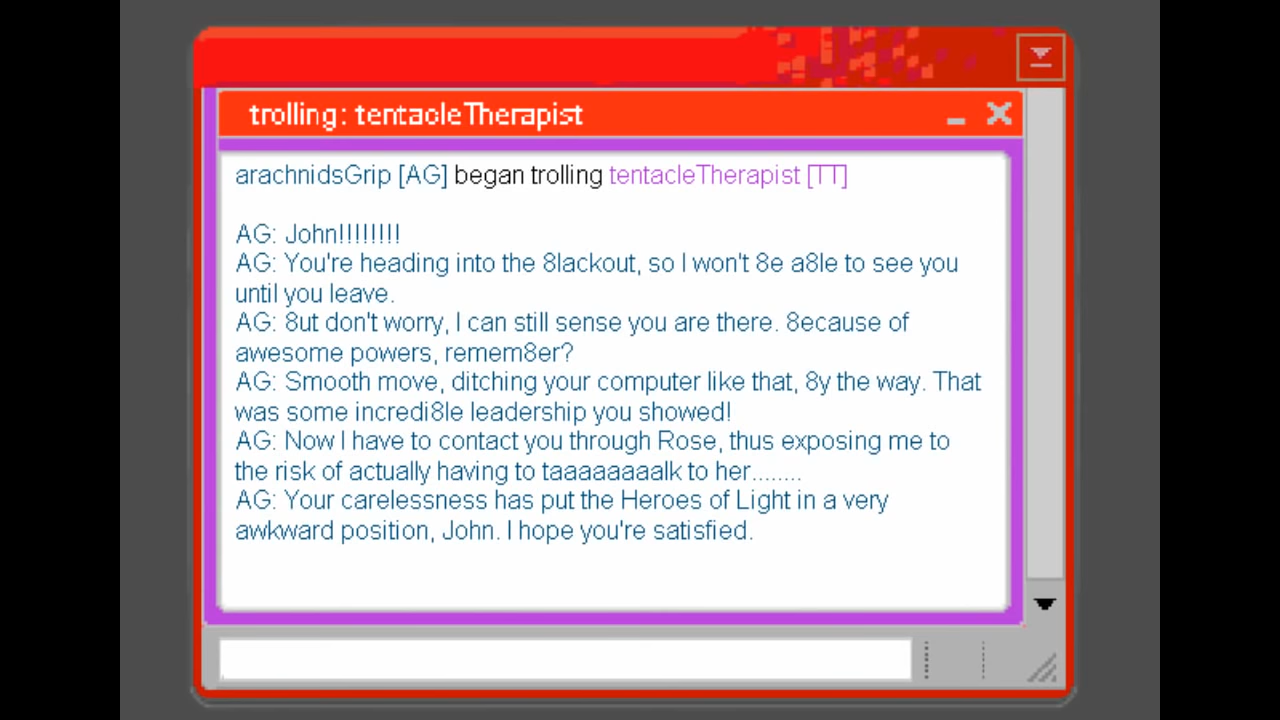 trolling: tentacleTherapist
arachnidsGrip [AG] began trolling tentacleTherapist [TT]
AG: John!!!!!!!!
AG: You're heading into the 8lackout, so I won't 8e a8le to see you
until you leave.
AG: 8ut don't worry, I can still sense you are there. 8ecause of
awesome powers, remem8er?
AG: Smooth move, ditching your computer like that, 8y the way. That
was some incredi8le leadership you showed!
AG: Now I have to contact you through Rose, thus exposing me to
the risk of actually having to taaaaaaaalk to her........
AG: Your carelessness has put the Heroes of Light in a very
awkward position, John. I hope you're satisfied.